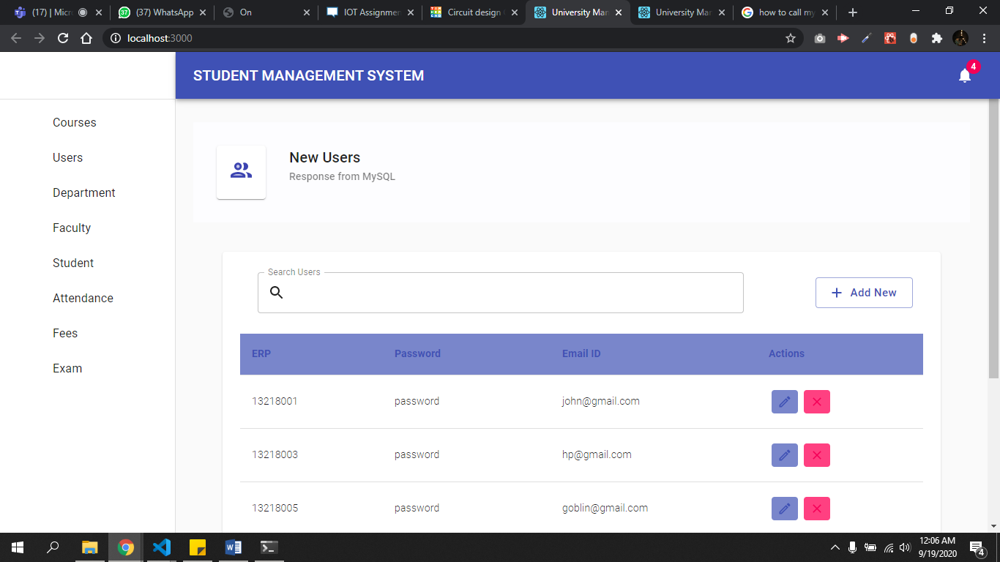 (17) | Micr
(37) WhatsApp
On
IOT Assignmen
Circuit design
University Man
University Man
how to call my
localhost:3000
STUDENT MANAGEMENT SYSTEM
4
Courses
Users
Department
Faculty
Student
Attendance
Fees
Exam
New Users
Response from MySQL
Search Users
Add New
ERP Password Email ID Actions
13218001 password john@gmail.com
13218003 password hp@gmail.com
13218005 password goblin@gmail.com
12:06 AM
9/19/2020
4